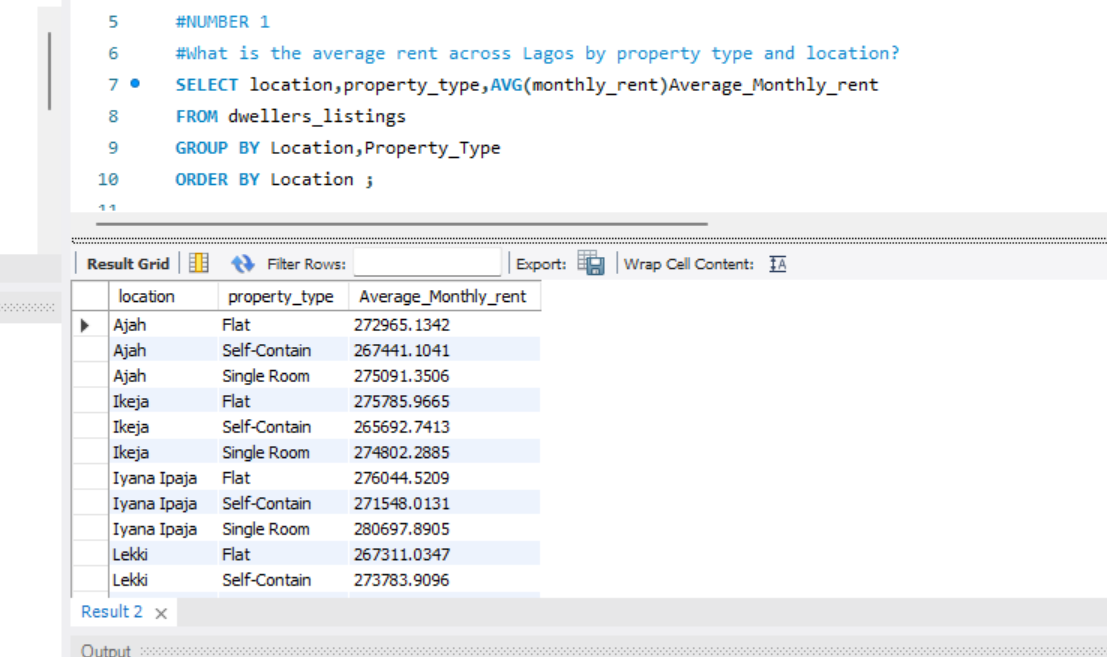 5 #NUMBER 1
6 #What is the average rent across Lagos by property type and location?
7 SELECT location,property_type,AVG(monthly_rent)Average_Monthly_rent
8 FROM dwellers_listings
9 GROUP BY Location,Property_Type
10 ORDER BY Location ;
11
Result Grid Filter Rows: Export: Wrap Cell Content: IA
location property_type Average_Monthly_rent
Ajah Flat 272965.1342
Ajah Self-Contain 267441.1041
Ajah Single Room 275091.3506
Ikeja Flat 275785.9665
Ikeja Self-Contain 265692.7413
Ikeja Single Room 274802.2885
Iyana Ipaja Flat 276044.5209
Iyana Ipaja Self-Contain 271548.0131
Iyana Ipaja Single Room 280697.8905
Lekki Flat 267311.0347
Lekki Self-Contain 273783.9096
Result 2
Output